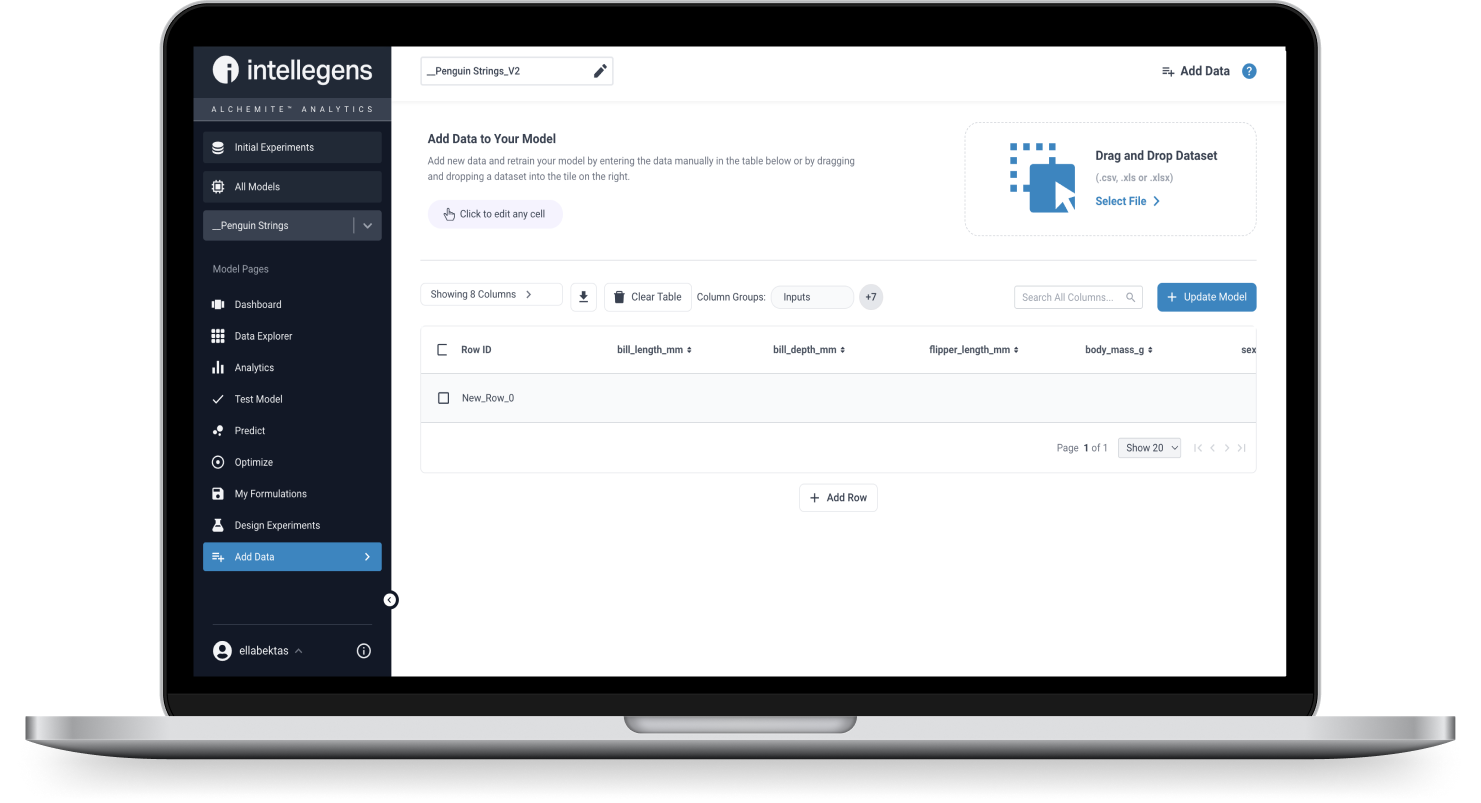 intellegens
ALCHEMITE™ ANALYTICS
Initial Experiments
All Models
__Penguin Strings
Model Pages
Dashboard
Data Explorer
Analytics
Test Model
Predict
Optimize
My Formulations
Design Experiments
Add Data
ellabektas
__Penguin Strings_V2
Add Data ?
Add Data to Your Model
Add new data and retrain your model by entering the data manually in the table below or by dragging
and dropping a dataset into the tile on the right.
Click to edit any cell
Drag and Drop Dataset
(.csv, .xls or .xlsx)
Select File
Showing 8 Columns
Clear Table
Column Groups: Inputs +7
Search All Columns...
+ Update Model
Row ID bill_length_mm bill_depth_mm flipper_length_mm body_mass_g sex
New_Row_0
Page 1 of 1 Show 20
+ Add Row